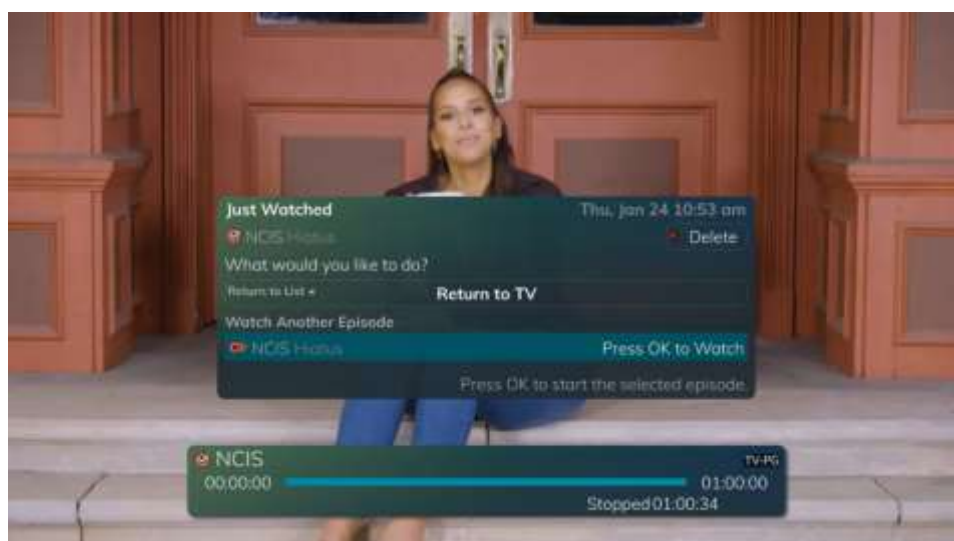 Just Watched Thu, Jan 24 10:53 am
NCIS Hiatus Delete
What would you like to do?
Return to List Return to TV
Watch Another Episode
NCIS Hiatus Press OK to Watch
Press OK to start the selected episode
NCIS TV-PG
00:00:00 01:00:00
Stopped 01:00:34